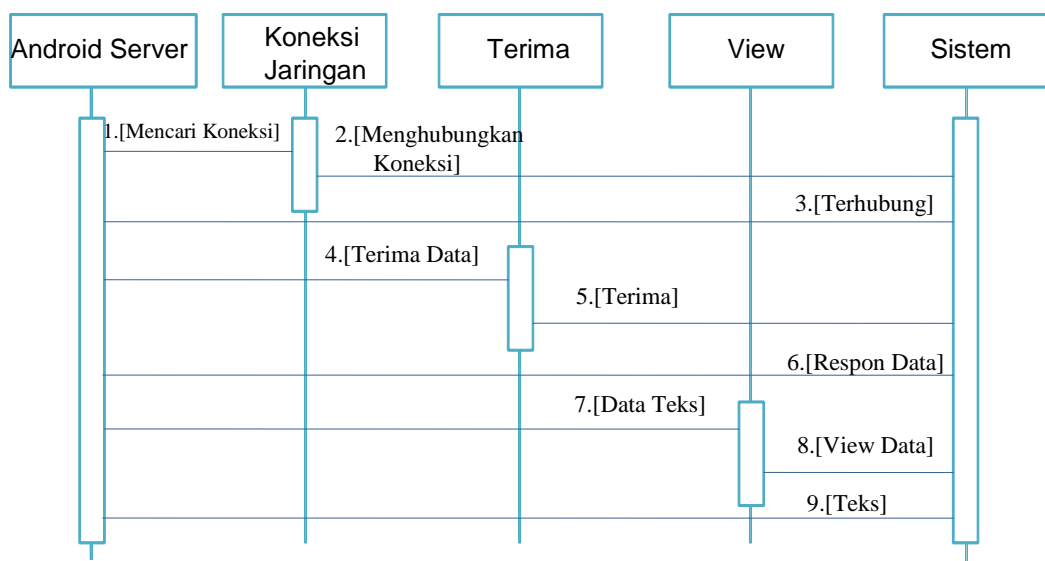 Android Server
Koneksi
Jaringan
Terima
View
Sistem
1.[Mencari Koneksi]
2.[Menghubungkan
Koneksi]
3.[Terhubung]
4.[Terima Data]
5.[Terima]
6.[Respon Data]
7.[Data Teks]
8.[View Data]
9.[Teks]